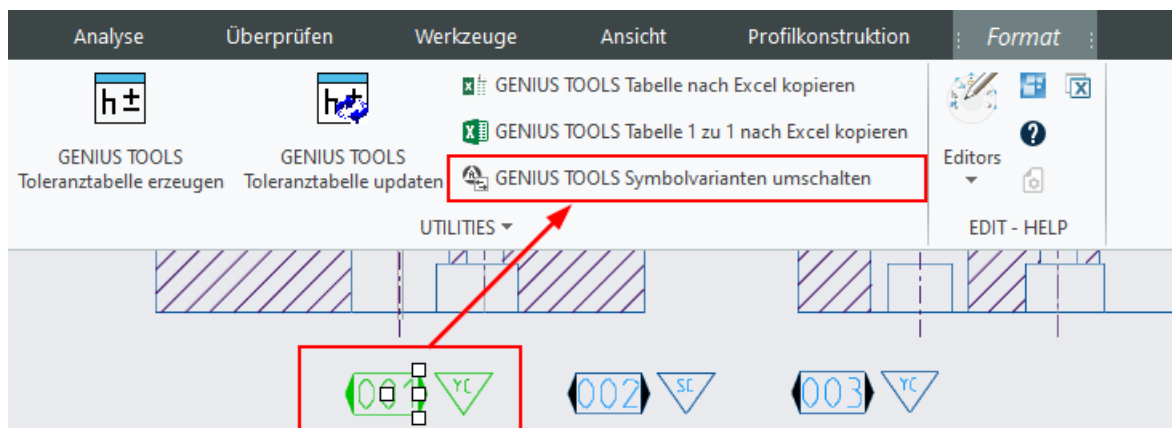 Analyse Überprüfen Werkzeuge Ansicht Profilkonstruktion Format
h± GENIUS TOOLS Tabelle nach Excel kopieren
GENIUS TOOLS Tabelle 1 zu 1 nach Excel kopieren
GENIUS TOOLS GENIUS TOOLS Editors
Toleranztabelle erzeugen Toleranztabelle updaten GENIUS TOOLS Symbolvarianten umschalten
UTILITIES EDIT - HELP
001 YC 002 SC 003 YC